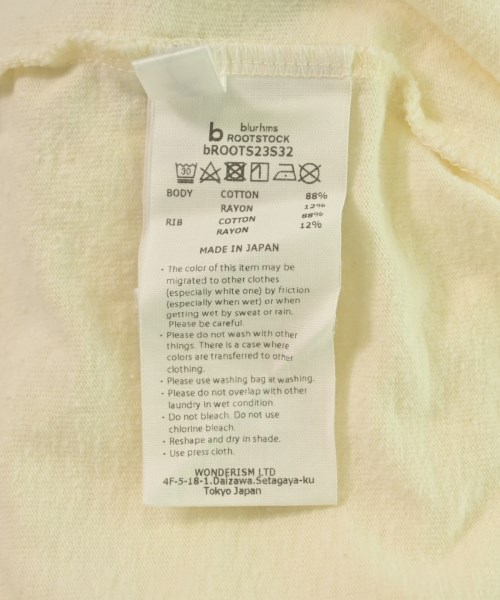 b blurhms
ROOTSTOCK
bROOTS23S32
30
BODY COTTON 88%
RAYON 12%
RIB COTTON 88%
RAYON 12%
MADE IN JAPAN
• The color of this item may be
migrated to other clothes
(especially white one) by friction
(especially when wet) or when
getting wet by sweat or rain.
Please be careful.
• Please do not wash with other
things. There is a case where
colors are transferred to other
clothing.
• Please use washing bag at washing.
• Please do not overlap with other
laundry in wet condition.
• Do not bleach. Do not use
chlorine bleach.
• Reshape and dry in shade.
• Use press cloth.
WONDERISM LTD
4F-5-18-1.Daizawa.Setagaya-ku
Tokyo Japan